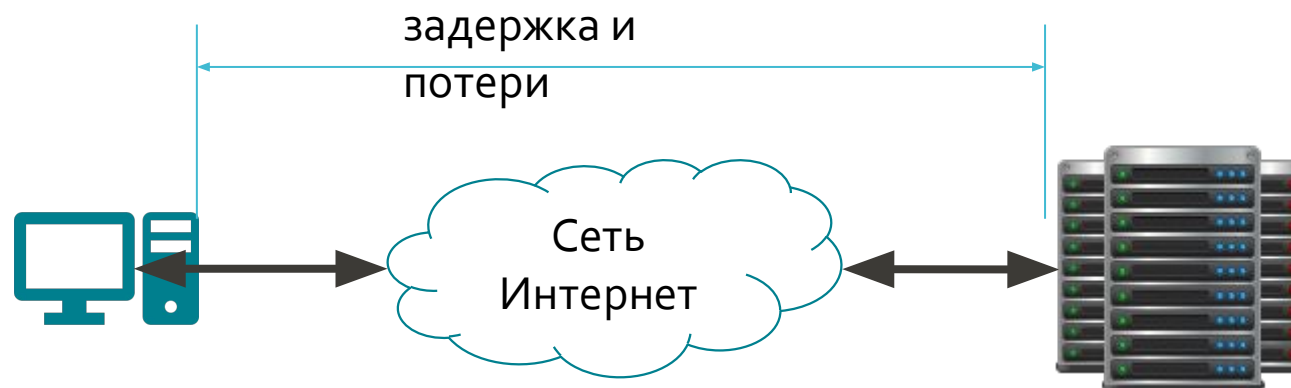 задержка и
потери
Сеть
Интернет